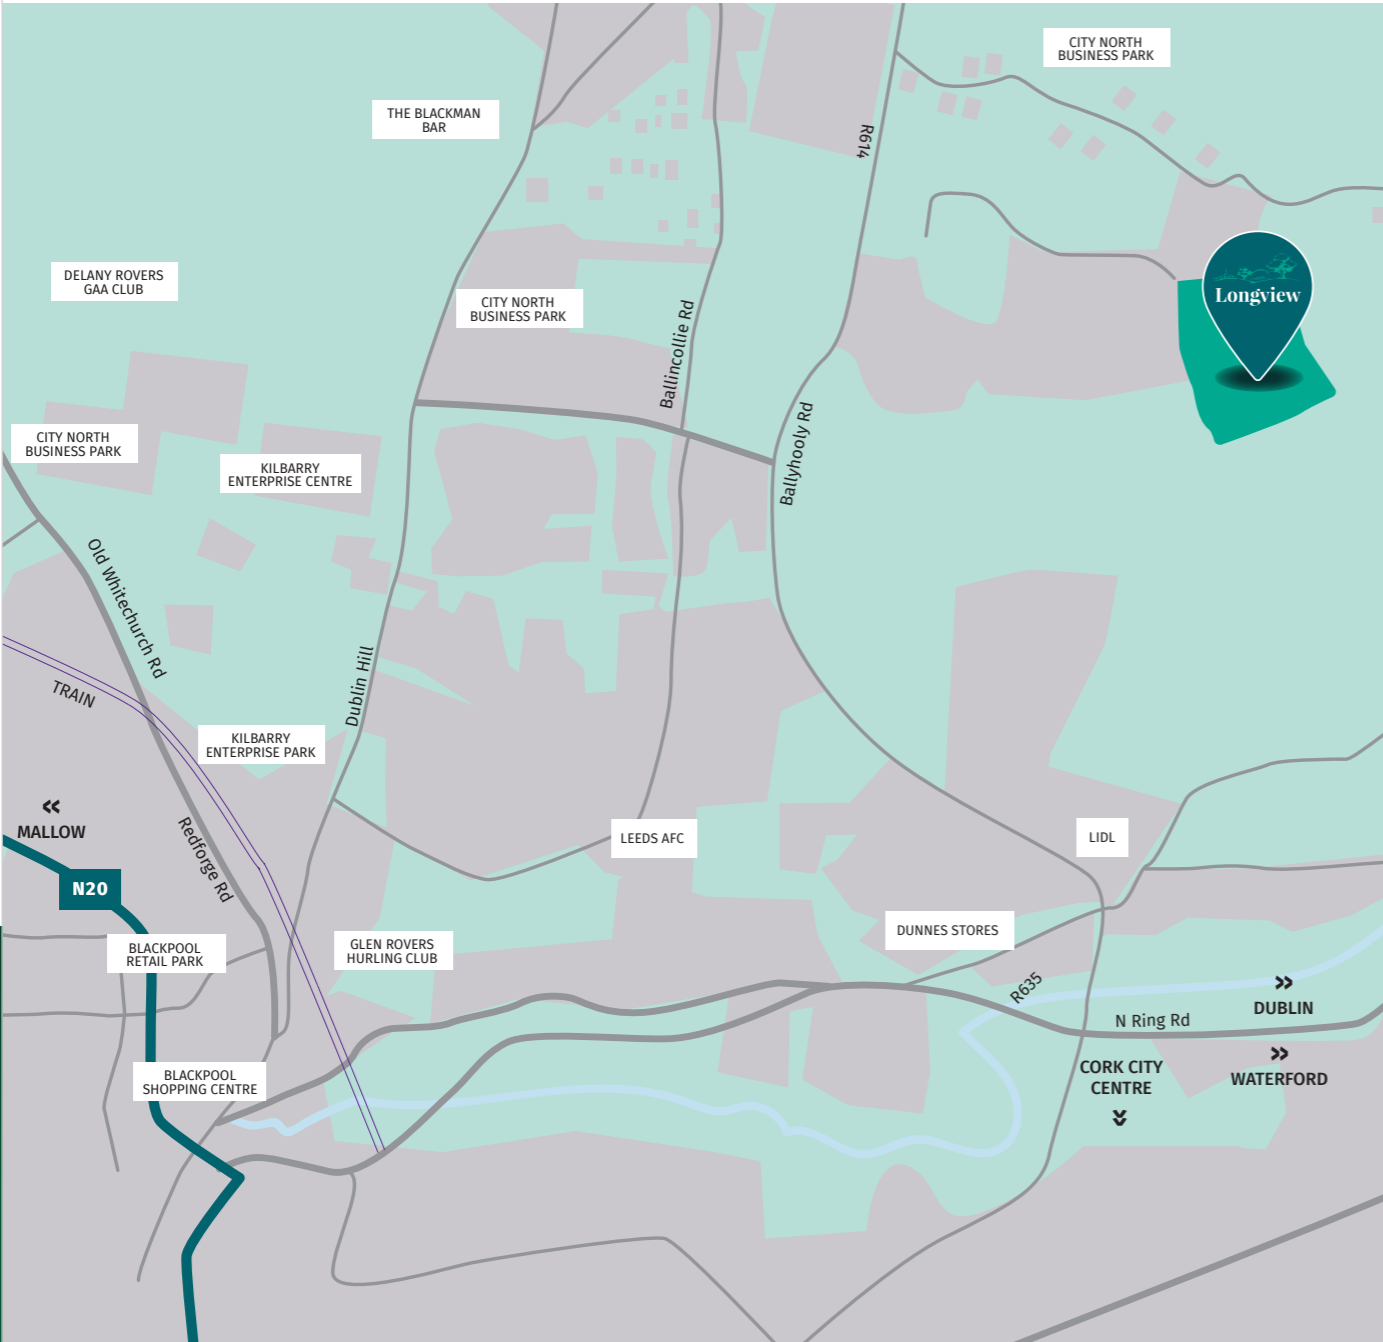 CITY NORTH
BUSINESS PARK
THE BLACKMAN
BAR
R614
DELANY ROVERS
GAA CLUB
Longview
CITY NORTH
BUSINESS PARK
Ballincollie Rd
CITY NORTH
BUSINESS PARK
KILBARRY
ENTERPRISE CENTRE
Ballyhooly Rd
Old Whitechurch Rd
TRAIN
Dublin Hill
KILBARRY
ENTERPRISE PARK
«
MALLOW
Redforge Rd
LEEDS AFC
LIDL
N20
BLACKPOOL
RETAIL PARK
GLEN ROVERS
HURLING CLUB
DUNNES STORES
R635
»
DUBLIN
N Ring Rd
»
WATERFORD
CORK CITY
CENTRE
»
BLACKPOOL
SHOPPING CENTRE